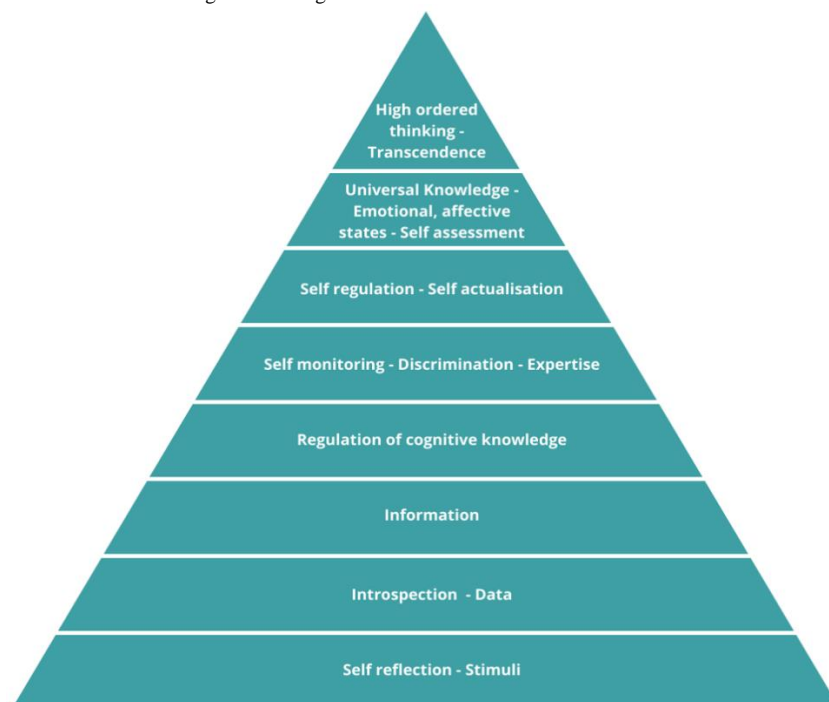 High ordered
thinking -
Transcendence
Universal Knowledge -
Emotional, affective
states - Self assessment
Self regulation - Self actualisation
Self monitoring - Discrimination - Expertise
Regulation of cognitive knowledge
Information
Introspection - Data
Self reflection - Stimuli